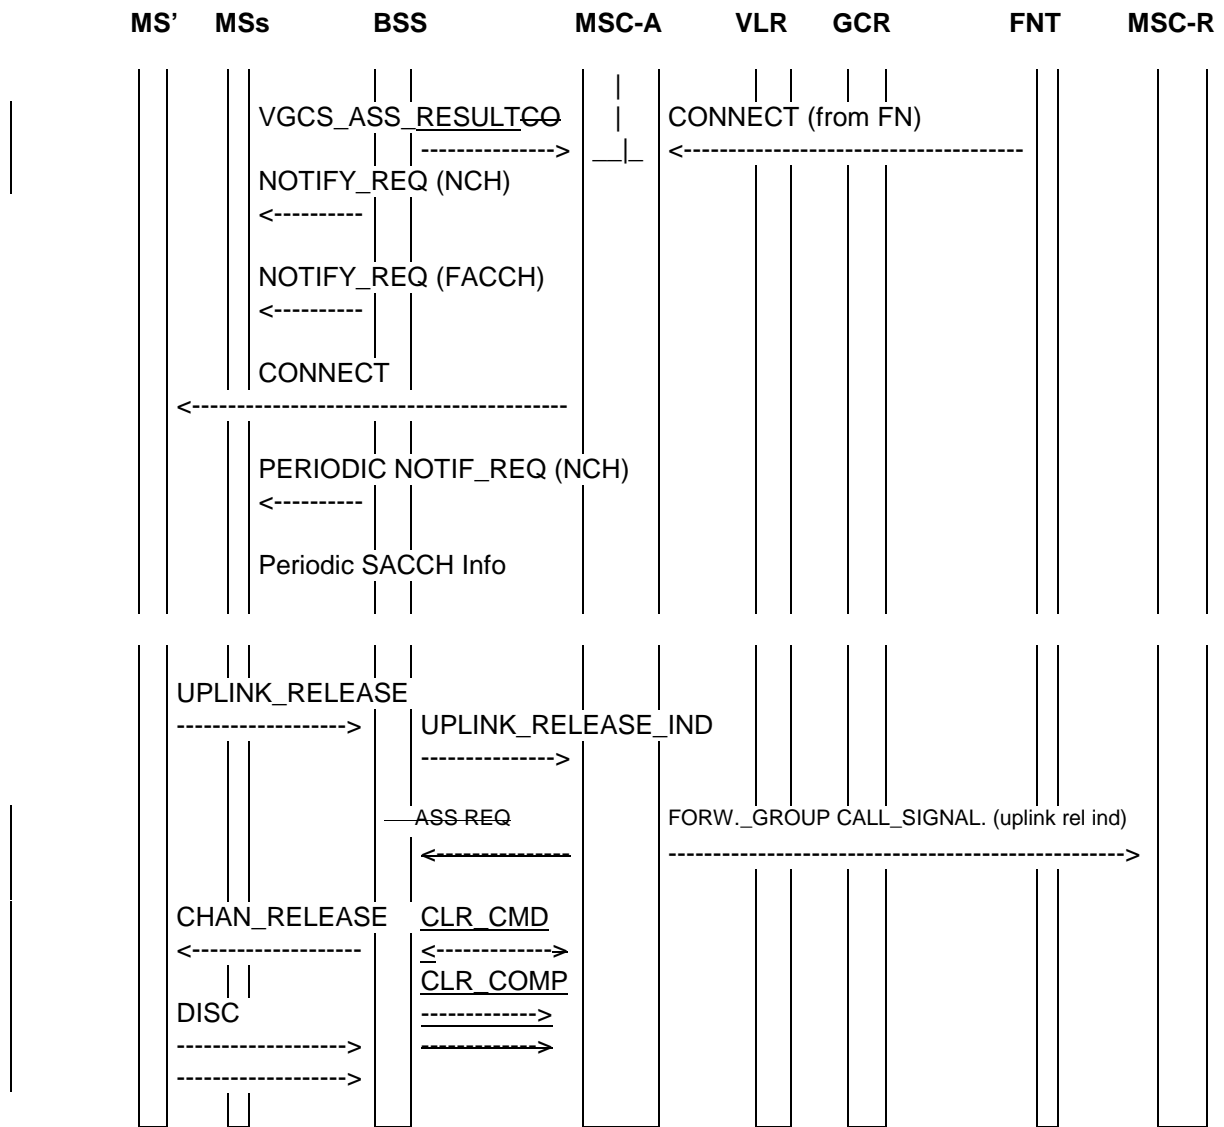 MS’ MSs BSS MSC-A VLR GCR FNT MSC-R
VGCS_ASS_RESULTCO | CONNECT (from FN)
---------------> __|_ <-------------------------------------
NOTIFY_REQ (NCH)
<----------
NOTIFY_REQ (FACCH)
<----------
CONNECT
<-----------------------------------------
PERIODIC NOTIF_REQ (NCH)
<----------
Periodic SACCH Info
UPLINK_RELEASE
------------------->
UPLINK_RELEASE_IND
--------------->
ASS REQ FORW._GROUP CALL_SIGNAL. (uplink rel ind)
<--------------- -------------------------------------------------->
CHAN_RELEASE CLR_CMD
<------------------- <------------->
CLR_COMP
DISC ------------->
-------------------> ------------->
------------------->